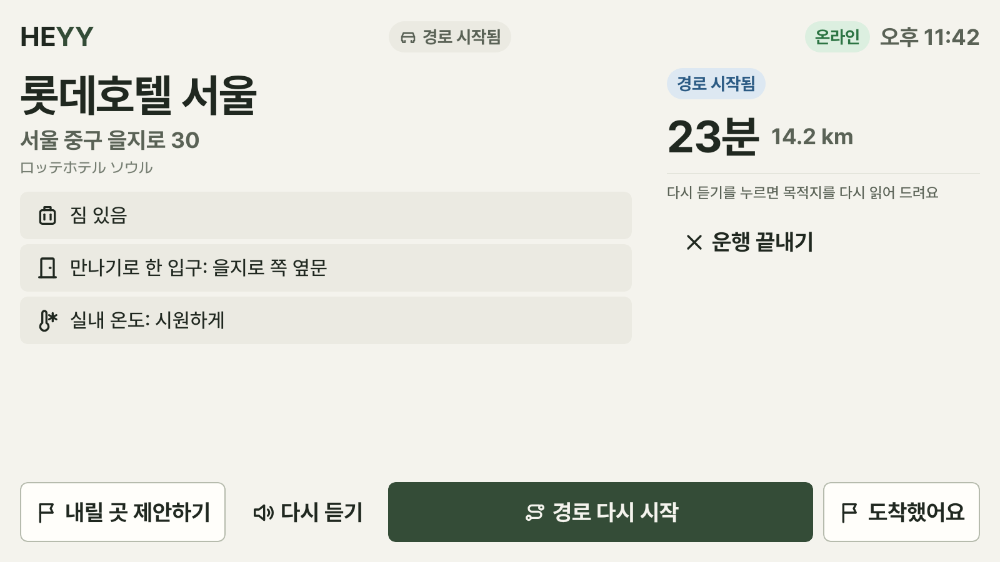 HEYY
경로 시작됨
온라인
오후 11:42
롯데호텔 서울
서울 중구 을지로 30
ロッテホテル ソウル
짐 있음
만나기로 한 입구: 을지로 쪽 옆문
실내 온도: 시원하게
경로 시작됨
23분 14.2 km
다시 듣기를 누르면 목적지를 다시 읽어 드려요
운행 끝내기
내릴 곳 제안하기
다시 듣기
경로 다시 시작
도착했어요